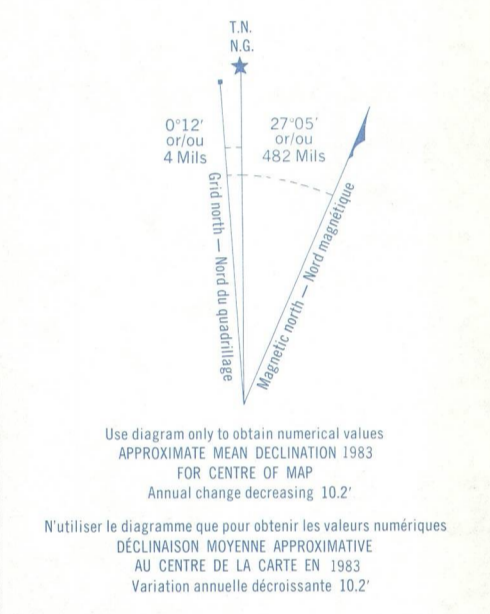 T.N.
N.G.
0°12'
or/ou
4 Mils
27°05'
or/ou
482 Mils
Grid north — Nord du quadrillage
Magnetic north — Nord magnétique
Use diagram only to obtain numerical values
APPROXIMATE MEAN DECLINATION 1983
FOR CENTRE OF MAP
Annual change decreasing 10.2'
N'utiliser le diagramme que pour obtenir les valeurs numériques
DÉCLINAISON MOYENNE APPROXIMATIVE
AU CENTRE DE LA CARTE EN 1983
Variation annuelle décroissante 10.2'